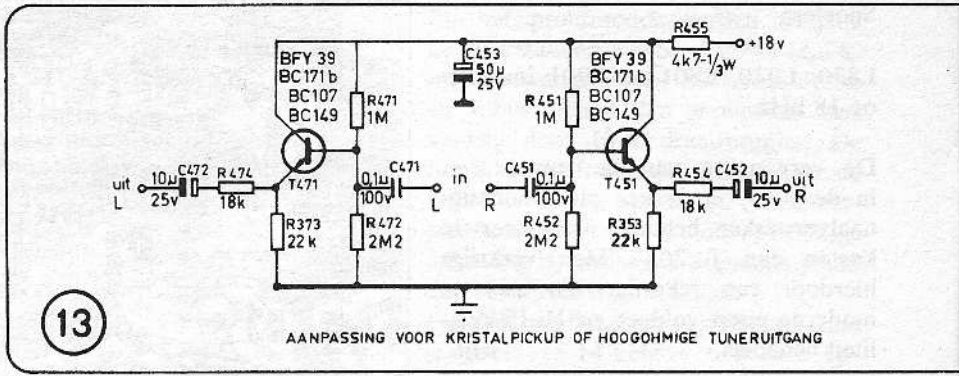 R455
+18v
4k7-1/3W
BFY 39
BC171b
BC107
BC149
C453
50µ
25V
BFY 39
BC171b
BC107
BC149
R471
1M
R451
1M
T471
T451
uit
L
10µ
25v
C472
R474
18k
0,1µ
100v
C471
in
L
R
C451
0,1µ
100v
R454
18k
C452
10µ
25v
uit
R
R373
22k
R472
2M2
R452
2M2
R353
22k
13
AANPASSING VOOR KRISTALPICKUP OF HOOGOHMIGE TUNERUITGANG